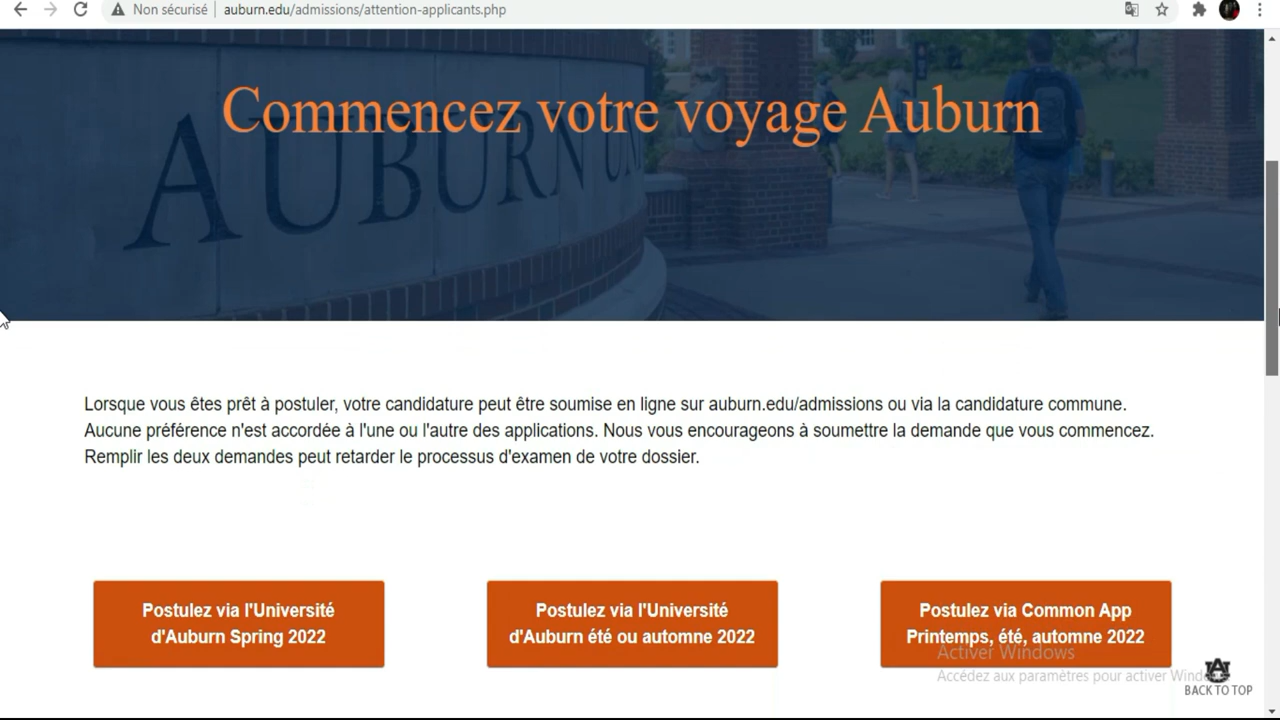 Non sécurisé
auburn.edu/admissions/attention-applicants.php
Commencez votre voyage Auburn
AUBURN UN
Lorsque vous êtes prêt à postuler, votre candidature peut être soumise en ligne sur auburn.edu/admissions ou via la candidature commune.
Aucune préférence n'est accordée à l'une ou l'autre des applications. Nous vous encourageons à soumettre la demande que vous commencez.
Remplir les deux demandes peut retarder le processus d'examen de votre dossier.
Postulez via l'Université
d'Auburn Spring 2022
Postulez via l'Université
d'Auburn été ou automne 2022
Postulez via Common App
Printemps, été, automne 2022
Activer Windows
Accédez aux paramètres pour activer Windo
BACK TO TOP